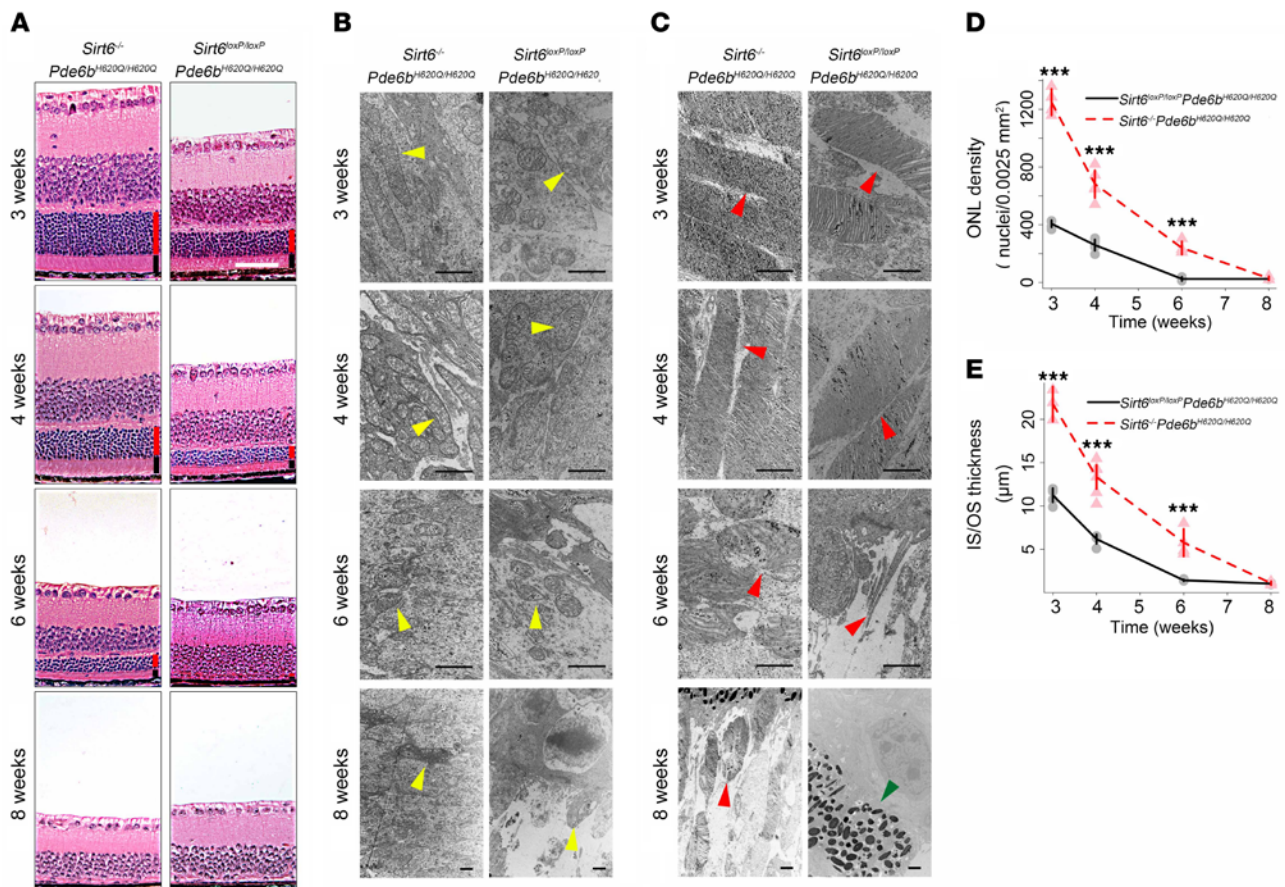 A
Sirt6-/-
Pde6bH620Q/H620Q
Sirt6loxP/loxP
Pde6bH620Q/H620Q
3 weeks
4 weeks
6 weeks
8 weeks
B
Sirt6-/-
Pde6bH620Q/H620Q
Sirt6loxP/loxP
Pde6bH620Q/H620
3 weeks
4 weeks
6 weeks
8 weeks
C
Sirt6-/-
Pde6bH620Q/H620Q
Sirt6loxP/loxP
Pde6bH620Q/H620Q
3 weeks
4 weeks
6 weeks
8 weeks
D
ONL density
( nuclei/0.0025 mm²)
1200
800
400
0
***
***
***
Sirt6loxP/loxPPde6bH620Q/H620Q
Sirt6-/-Pde6bH620Q/H620Q
3 4 5 6 7 8
Time (weeks)
E
IS/OS thickness
(µm)
20
15
10
5
***
***
***
Sirt6loxP/loxPPde6bH620Q/H620Q
Sirt6-/-Pde6bH620Q/H620Q
3 4 5 6 7 8
Time (weeks)